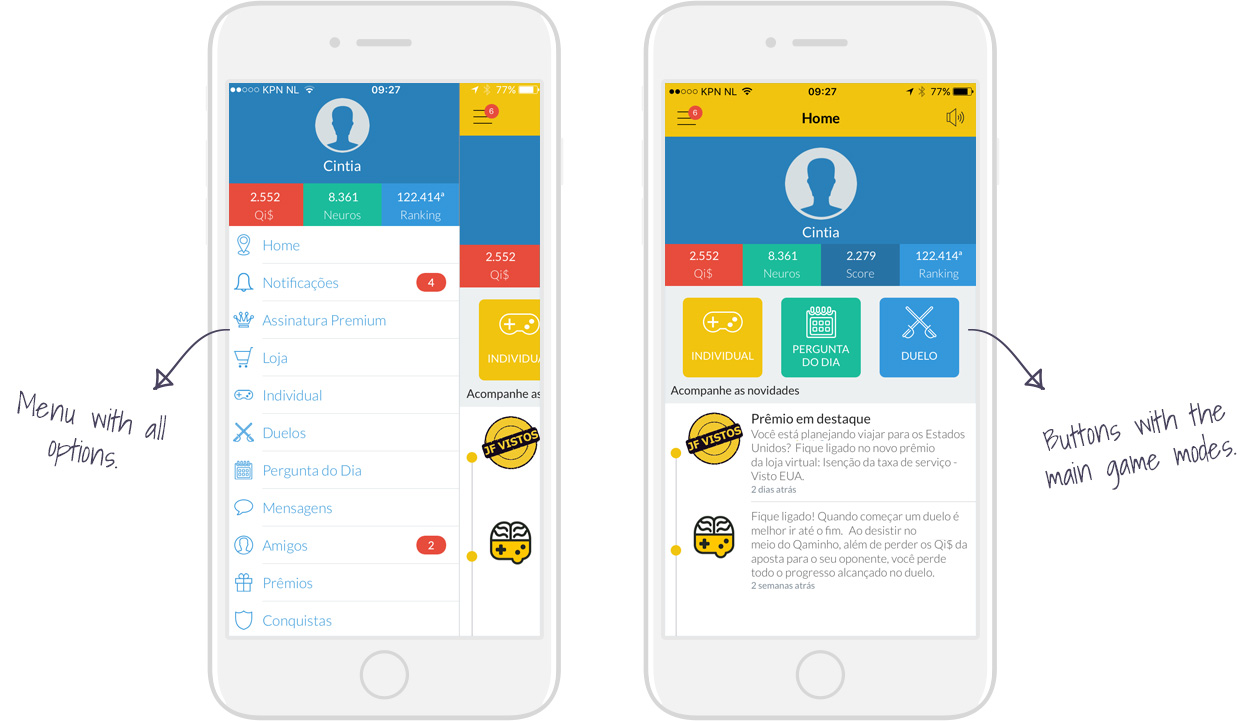 KPN NL 09:27 77%
6
Cintia
2.552 8.361 122.414ª
Qi$ Neuros Ranking
2.552
Qi$
Home
Notificações 4
Assinatura Premium
Loja
Individual
Duelos
Pergunta do Dia
Mensagens
Amigos 2
Prêmios
Conquistas
INDIVIDUA
Acompanhe as
JF VISTOS
Menu with all
options.
KPN NL 09:27 77%
6 Home
Cintia
2.552 8.361 2.279 122.414ª
Qi$ Neuros Score Ranking
INDIVIDUAL
PERGUNTA
DO DIA
DUELO
Acompanhe as novidades
JF VISTOS
Prêmio em destaque
Você está planejando viajar para os Estados
Unidos? Fique ligado no novo prêmio
da loja virtual: Isenção da taxa de serviço -
Visto EUA.
2 dias atrás
Fique ligado! Quando começar um duelo é
melhor ir até o fim. Ao desistir no
meio do Qaminho, além de perder os Qi$ da
aposta para o seu oponente, você perde
todo o progresso alcançado no duelo.
2 semanas atrás
Buttons with the
main game modes.